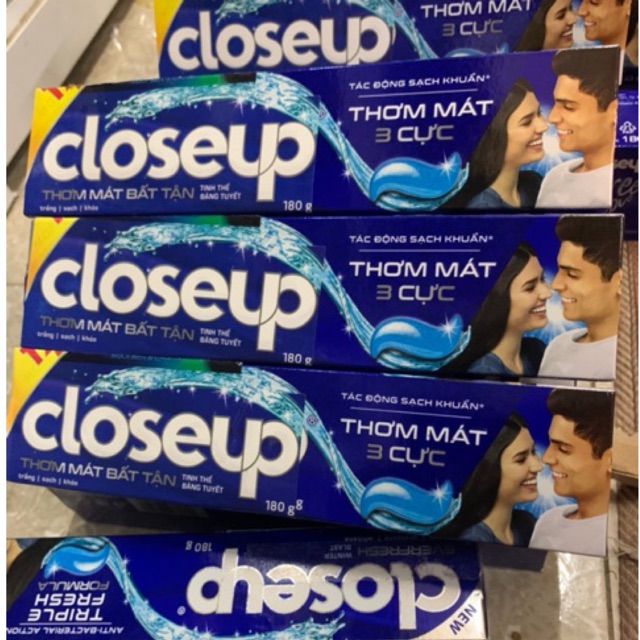 closeup
THƠM MÁT
3 CỰC
closeup
THƠM MÁT BẤT TẬN
TINH THỂ
BĂNG TUYẾT
trắng | sạch | khỏe
180 g
TÁC ĐỘNG SẠCH KHUẨN*
THƠM MÁT
3 CỰC
closeup
THƠM MÁT BẤT TẬN
TINH THỂ
BĂNG TUYẾT
trắng | sạch | khỏe
180 g
TÁC ĐỘNG SẠCH KHUẨN*
THƠM MÁT
3 CỰC
closeup
THƠM MÁT BẤT TẬN
TINH THỂ
BĂNG TUYẾT
trắng | sạch | khỏe
180 g
TÁC ĐỘNG SẠCH KHUẨN*
THƠM MÁT
3 CỰC
NEW
closeup
EVERFRESH
WINTER
BLAST
180 g
ANTI-BACTERIAL ACTION
TRIPLE
FRESH
FORMULA